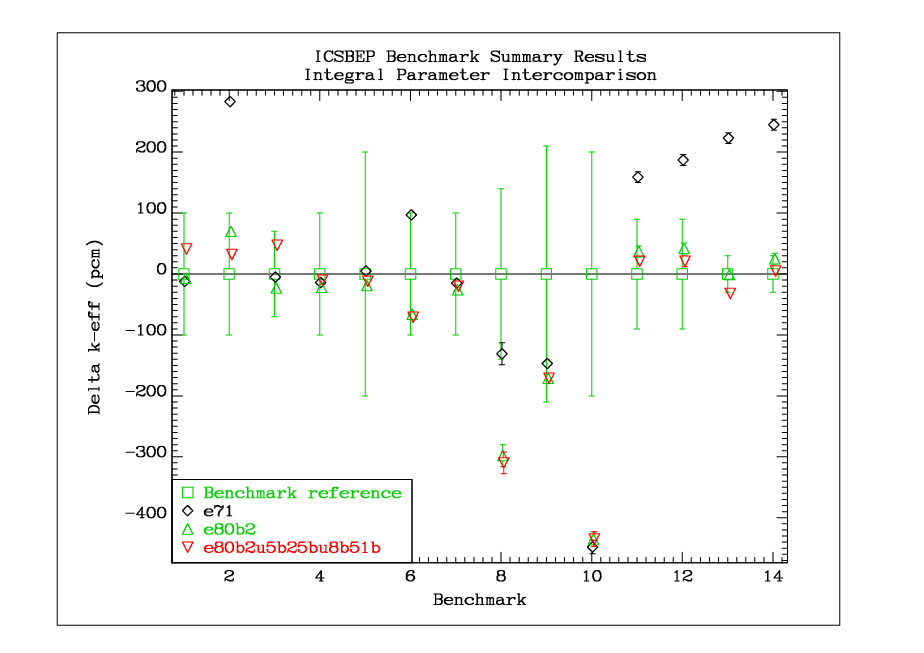 ICSBEP Benchmark Summary Results
Integral Parameter Intercomparison
300
200
100
0
-100
-200
-300
-400
Delta k-eff (pcm)
Benchmark reference
e71
e80b2
e80b2u5b25bu8b51b
2 4 6 8 10 12 14
Benchmark